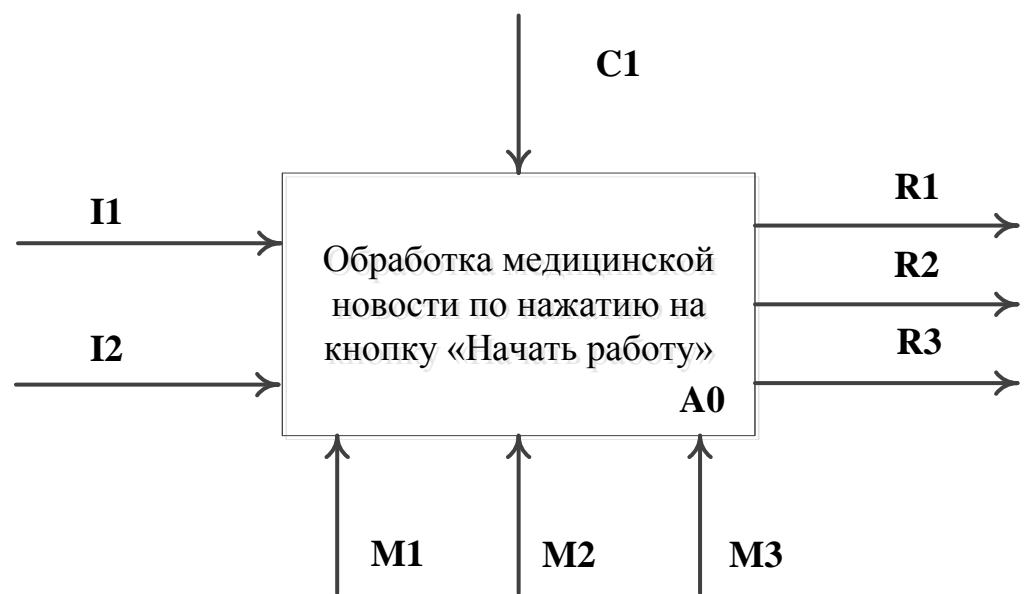 C1
I1
R1
Обработка медицинской
новости по нажатию на
кнопку «Начать работу»
R2
I2
R3
A0
M1
M2
M3